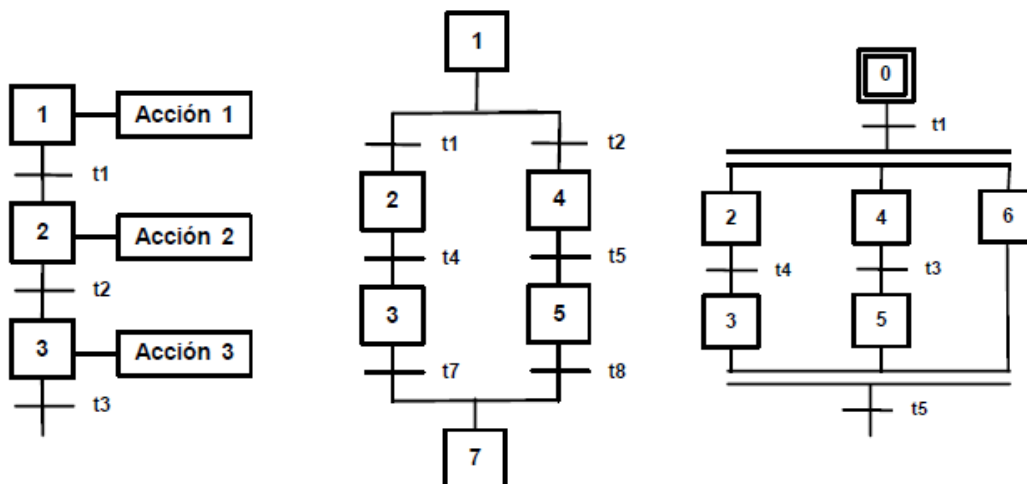 1 Acción 1
t1
2 Acción 2
t2
3 Acción 3
t3
1
t1 t2
2 4
t4 t5
3 5
t7 t8
7
0
t1
2 4 6
t4 t3
3 5
t5